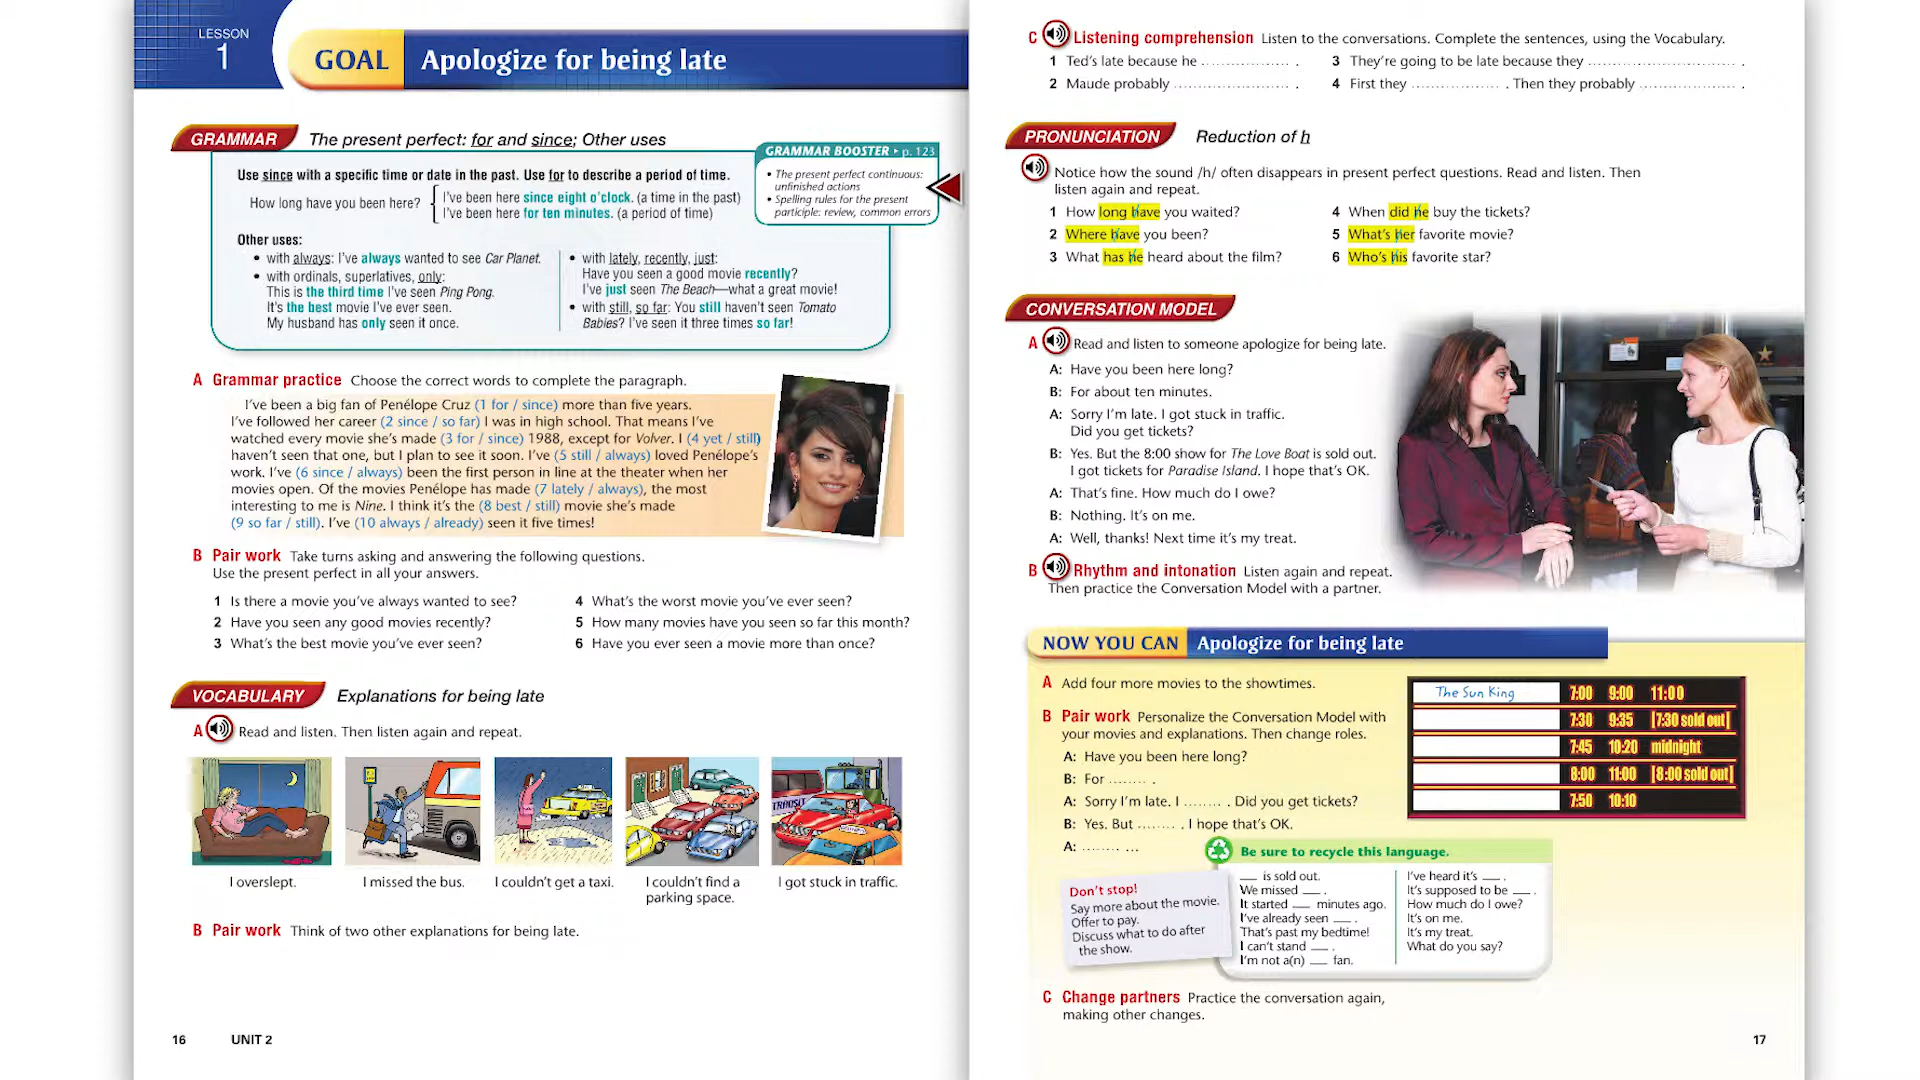 LESSON
1
GOAL Apologize for being late
GRAMMAR The present perfect: for and since; Other uses
GRAMMAR BOOSTER ▸ p. 123
• The present perfect continuous:
unfinished actions
• Spelling rules for the present
participle: review, common errors
Use since with a specific time or date in the past. Use for to describe a period of time.
How long have you been here?
I've been here since eight o'clock. (a time in the past)
I've been here for ten minutes. (a period of time)
Other uses:
• with always: I've always wanted to see Car Planet.
• with ordinals, superlatives, only:
This is the third time I've seen Ping Pong.
It's the best movie I've ever seen.
My husband has only seen it once.
• with lately, recently, just:
Have you seen a good movie recently?
I've just seen The Beach—what a great movie!
• with still, so far: You still haven't seen Tomato
Babies? I've seen it three times so far!
A Grammar practice Choose the correct words to complete the paragraph.
I've been a big fan of Penélope Cruz (1 for / since) more than five years.
I've followed her career (2 since / so far) I was in high school. That means I've
watched every movie she's made (3 for / since) 1988, except for Volver. I (4 yet / still)
haven't seen that one, but I plan to see it soon. I've (5 still / always) loved Penélope's
work. I've (6 since / always) been the first person in line at the theater when her
movies open. Of the movies Penélope has made (7 lately / always), the most
interesting to me is Nine. I think it's the (8 best / still) movie she's made
(9 so far / still). I've (10 always / already) seen it five times!
B Pair work Take turns asking and answering the following questions.
Use the present perfect in all your answers.
1 Is there a movie you've always wanted to see?
2 Have you seen any good movies recently?
3 What's the best movie you've ever seen?
4 What's the worst movie you've ever seen?
5 How many movies have you seen so far this month?
6 Have you ever seen a movie more than once?
VOCABULARY Explanations for being late
A Read and listen. Then listen again and repeat.
TRANSIT
I overslept.
I missed the bus.
I couldn't get a taxi.
I couldn't find a
parking space.
I got stuck in traffic.
B Pair work Think of two other explanations for being late.
16 UNIT 2
C Listening comprehension Listen to the conversations. Complete the sentences, using the Vocabulary.
1 Ted's late because he .................. .
2 Maude probably ........................ .
3 They're going to be late because they .............................. .
4 First they .................. . Then they probably .................... .
PRONUNCIATION Reduction of h
Notice how the sound /h/ often disappears in present perfect questions. Read and listen. Then
listen again and repeat.
1 How long have you waited?
2 Where have you been?
3 What has he heard about the film?
4 When did he buy the tickets?
5 What's her favorite movie?
6 Who's his favorite star?
CONVERSATION MODEL
A Read and listen to someone apologize for being late.
A: Have you been here long?
B: For about ten minutes.
A: Sorry I'm late. I got stuck in traffic.
Did you get tickets?
B: Yes. But the 8:00 show for The Love Boat is sold out.
I got tickets for Paradise Island. I hope that's OK.
A: That's fine. How much do I owe?
B: Nothing. It's on me.
A: Well, thanks! Next time it's my treat.
B Rhythm and intonation Listen again and repeat.
Then practice the Conversation Model with a partner.
NOW YOU CAN Apologize for being late
A Add four more movies to the showtimes.
B Pair work Personalize the Conversation Model with
your movies and explanations. Then change roles.
A: Have you been here long?
B: For ........ .
A: Sorry I'm late. I ........ . Did you get tickets?
B: Yes. But ........ . I hope that's OK.
A: ........ ...
The Sun King 7:00 9:00 11:00
7:30 9:35 [7:30 sold out]
7:45 10:20 midnight
8:00 11:00 [8:00 sold out]
7:50 10:10
Don't stop!
Say more about the movie.
Offer to pay.
Discuss what to do after
the show.
Be sure to recycle this language.
___ is sold out.
We missed ___ .
It started ___ minutes ago.
I've already seen ___ .
That's past my bedtime!
I can't stand ___ .
I'm not a(n) ___ fan.
I've heard it's ___ .
It's supposed to be ___ .
How much do I owe?
It's on me.
It's my treat.
What do you say?
C Change partners Practice the conversation again,
making other changes.
17